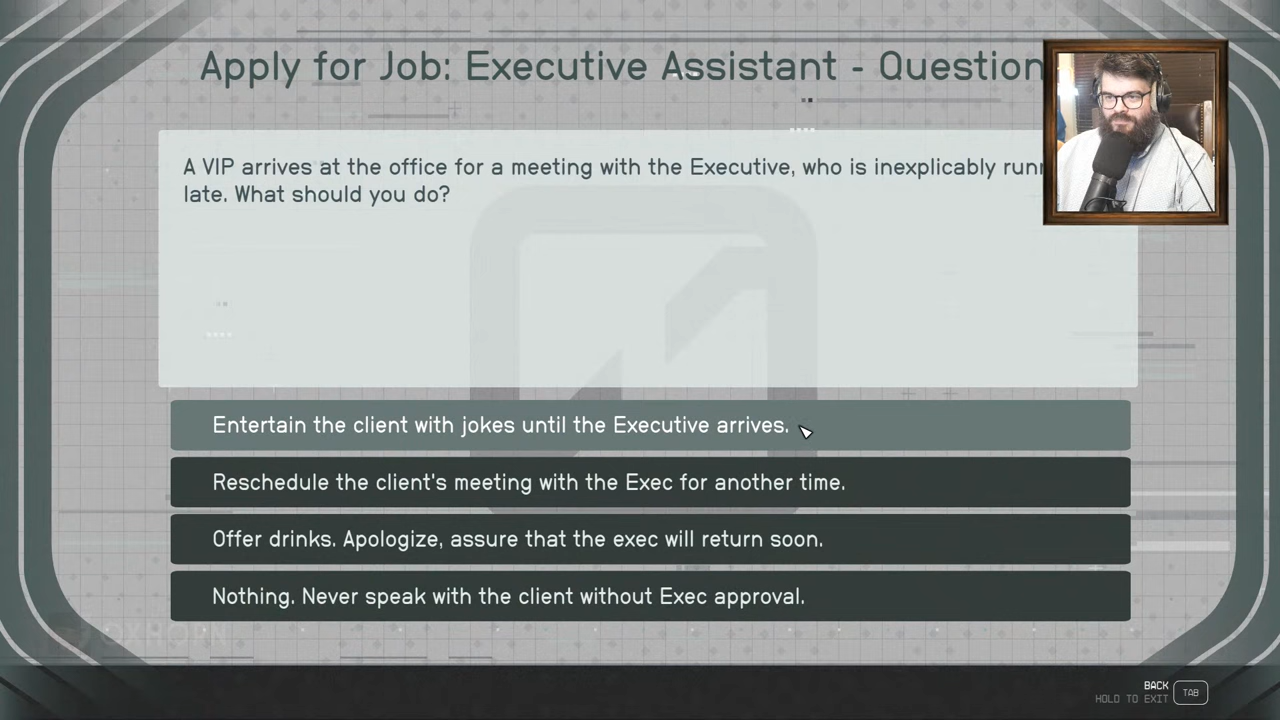 Apply for Job: Executive Assistant - Question
A VIP arrives at the office for a meeting with the Executive, who is inexplicably
late. What should you do?
Entertain the client with jokes until the Executive arrives.
Reschedule the client's meeting with the Exec for another time.
Offer drinks. Apologize, assure that the exec will return soon.
Nothing. Never speak with the client without Exec approval.
OXHORN
BACK
HOLD TO EXIT TAB